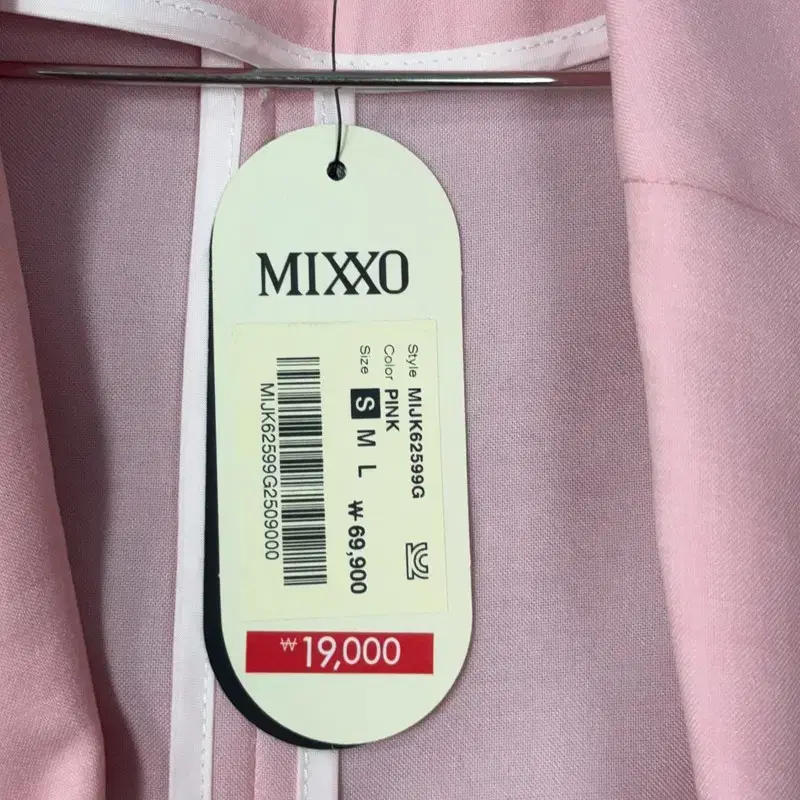 MIXXO
Style MIJK62599G
Color PINK
Size S M L ₩69,900
MIJK62599G2509000
₩19,000